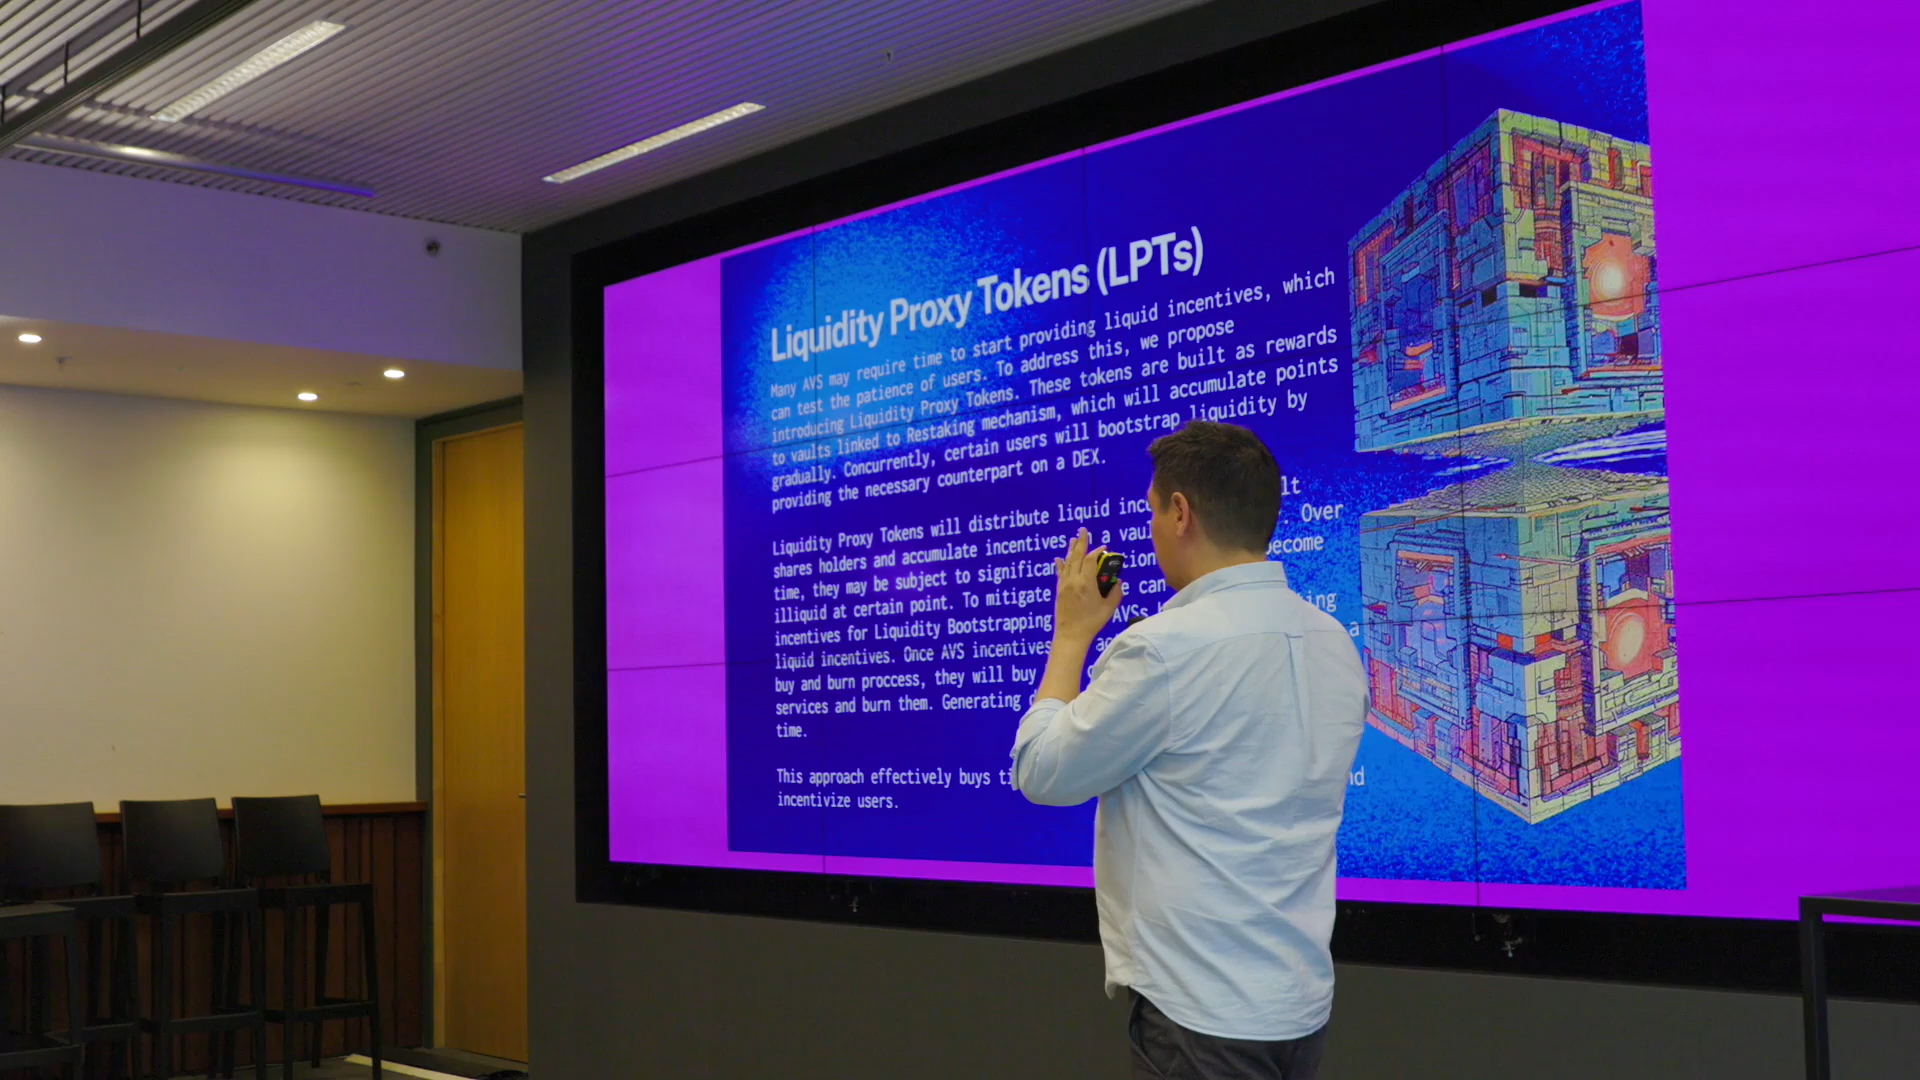 Liquidity Proxy Tokens (LPTs)
Many AVS may require time to start providing liquid incentives, which
can test the patience of users. To address this, we propose
introducing Liquidity Proxy Tokens. These tokens are built as rewards
to vaults linked to Restaking mechanism, which will accumulate points
gradually. Concurrently, certain users will bootstrap liquidity by
providing the necessary counterpart on a DEX.
Liquidity Proxy Tokens will distribute liquid
shares holders and accumulate incentives a Over
time, they may be subject to become
illiquid at certain point. To mitigate can
incentives for Liquidity Bootstrapping AVSs
liquid incentives. Once AVS incentives a
buy and burn proccess, they will buy
services and burn them. Generating
time.
This approach effectively buys
incentivize users.